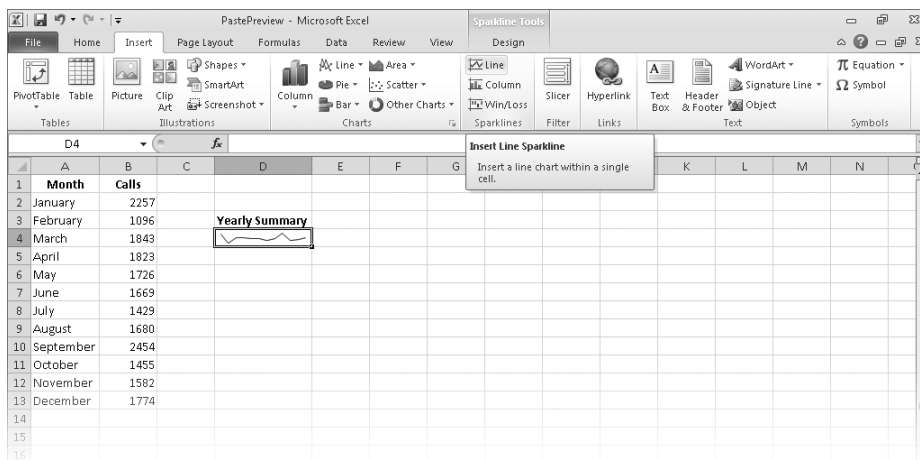 PastePreview - Microsoft Excel
Sparkline Tools
File Home Insert Page Layout Formulas Data Review View Design
PivotTable
Table
Tables
Picture
Clip Art
Shapes
SmartArt
Screenshot
Illustrations
Column
Line
Pie
Bar
Area
Scatter
Other Charts
Charts
Line
Column
Win/Loss
Sparklines
Slicer
Filter
Hyperlink
Links
Text Box
Header & Footer
WordArt
Signature Line
Object
Text
π Equation
Ω Symbol
Symbols
D4
fx
Insert Line Sparkline
Insert a line chart within a single
cell.
A B C D E F G K L M N
1 Month Calls
2 January 2257
3 February 1096 Yearly Summary
4 March 1843
5 April 1823
6 May 1726
7 June 1669
8 July 1429
9 August 1680
10 September 2454
11 October 1455
12 November 1582
13 December 1774
14
15
16